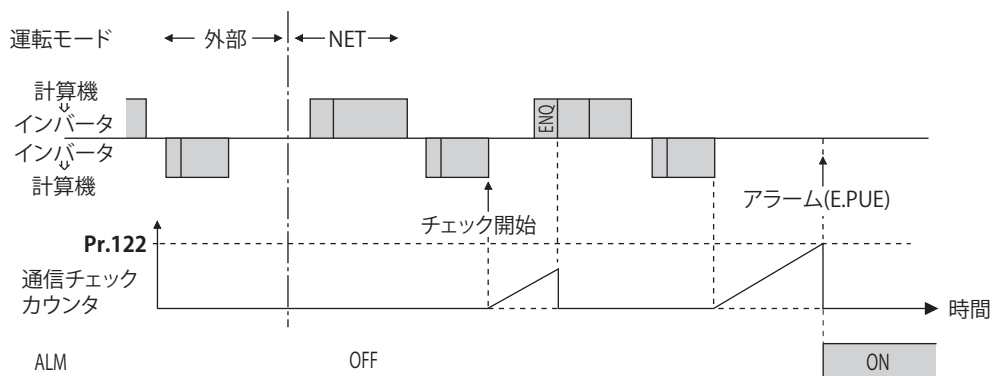 運転モード
外部
NET
計算機
インバータ
インバータ
計算機
ENQ
チェック開始
アラーム(E.PUE)
Pr.122
通信チェック
カウンタ
時間
ALM
OFF
ON